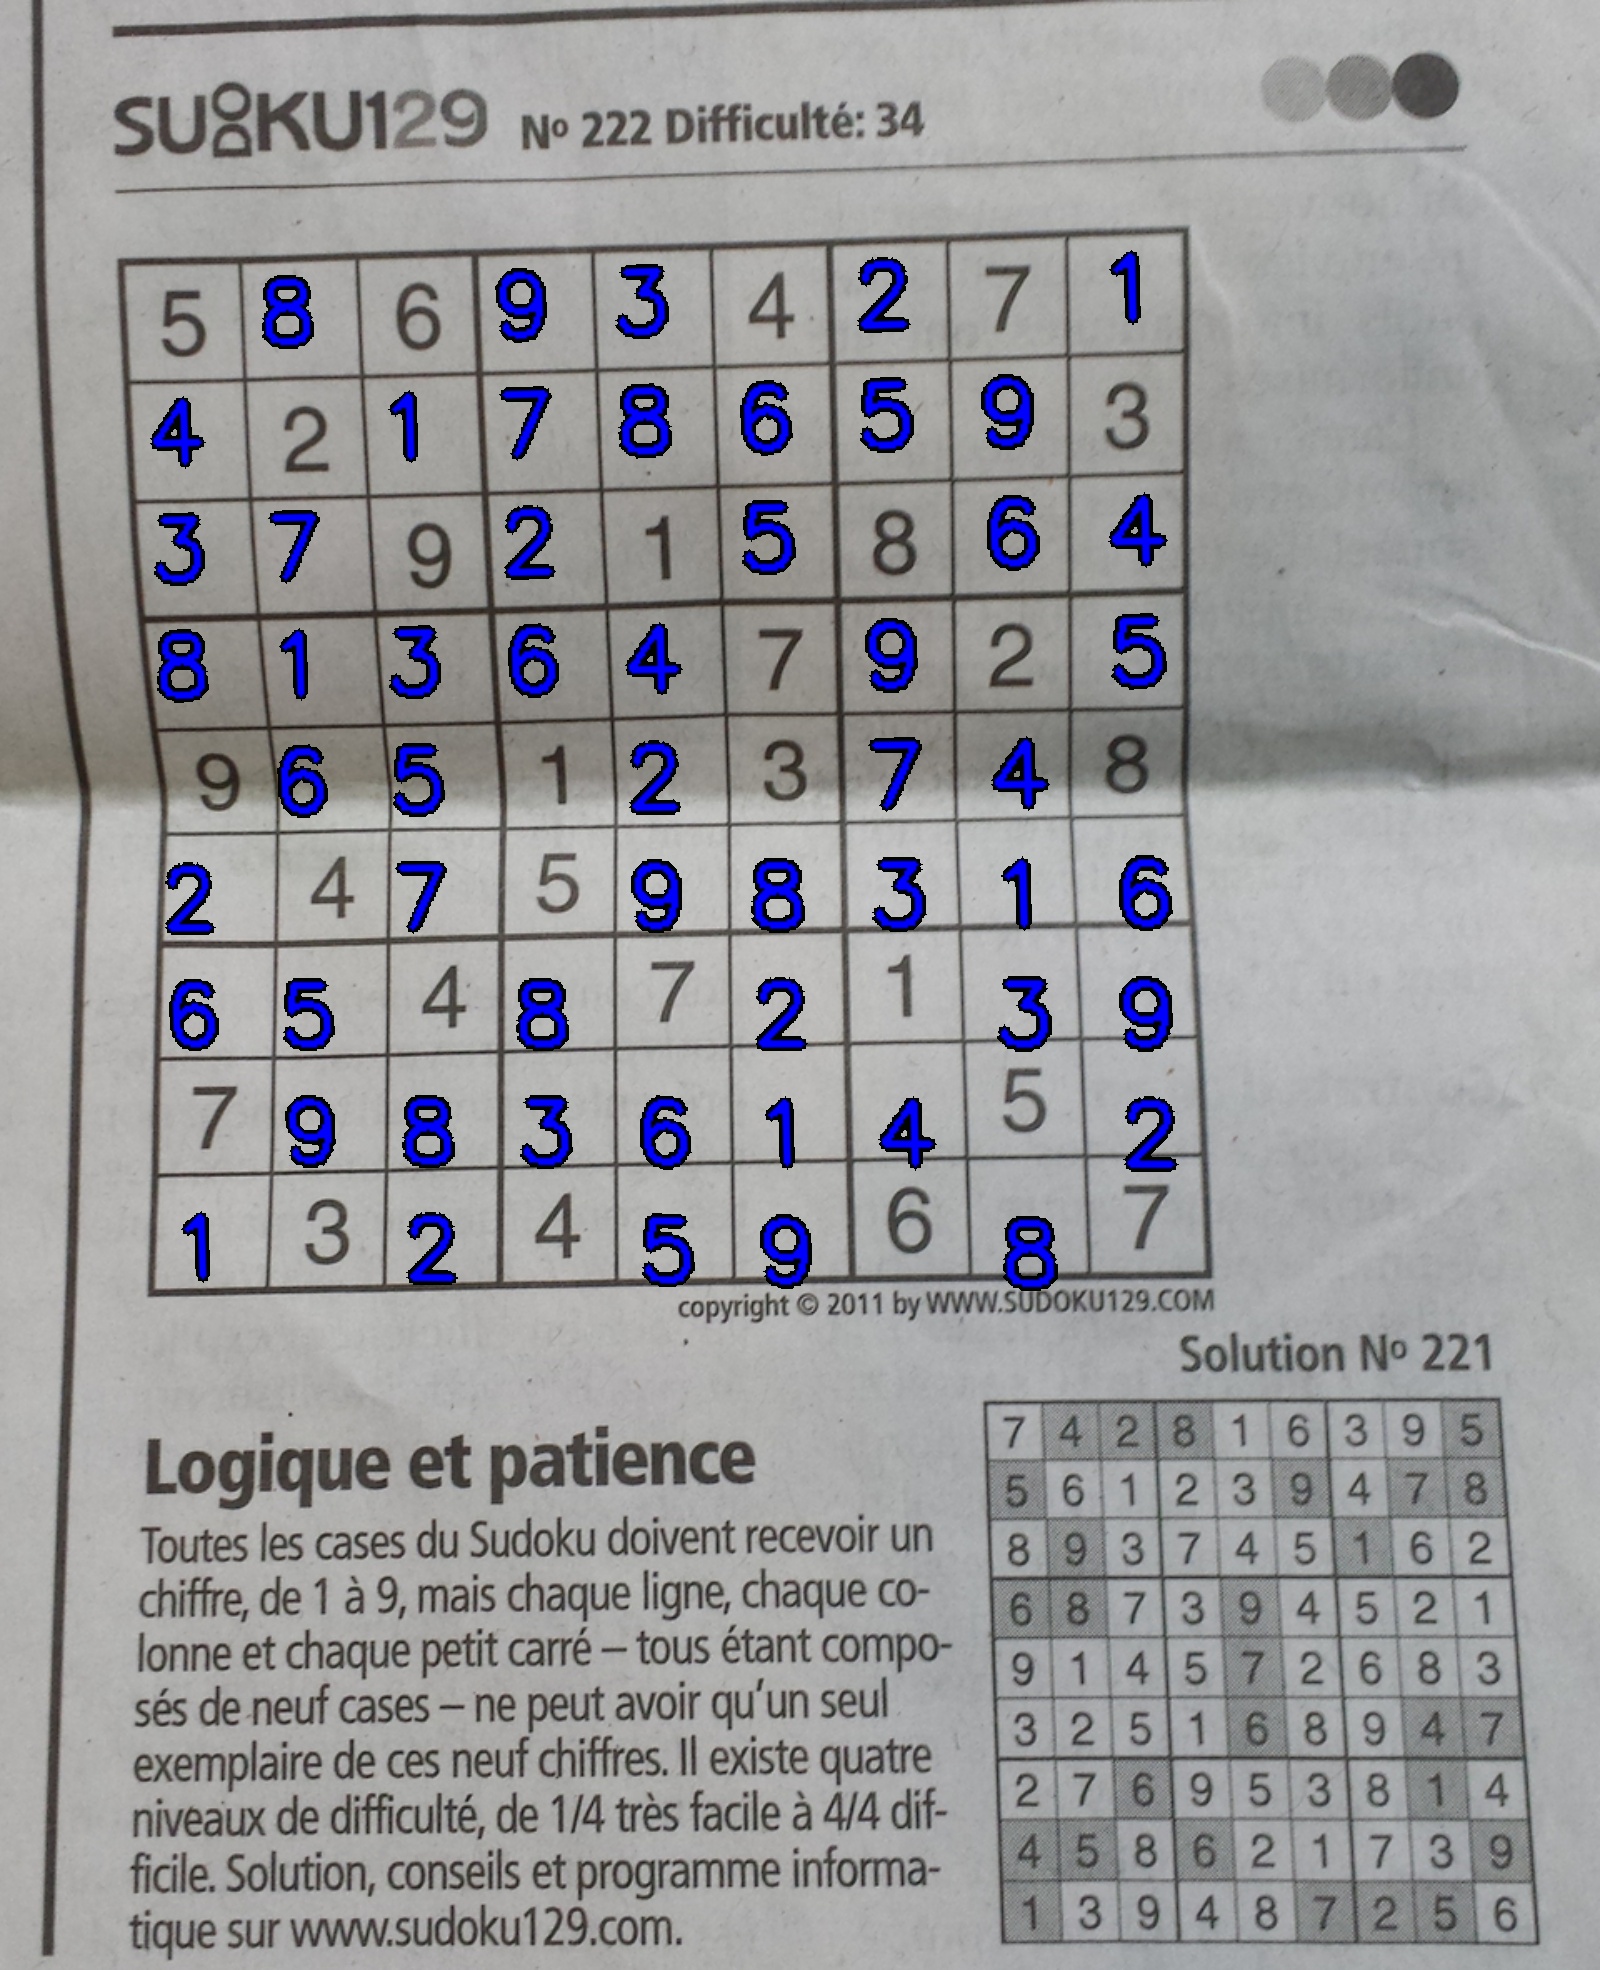 SUDOKU129 Nº 222 Difficulté: 34
5 8 6 9 3 4 2 7 1
4 2 1 7 8 6 5 9 3
3 7 9 2 1 5 8 6 4
8 1 3 6 4 7 9 2 5
9 6 5 1 2 3 7 4 8
2 4 7 5 9 8 3 1 6
6 5 4 8 7 2 1 3 9
7 9 8 3 6 1 4 5 2
1 3 2 4 5 9 6 8 7
copyright © 2011 by WWW.SUDOKU129.COM
Solution Nº 221
7 4 2 8 1 6 3 9 5
5 6 1 2 3 9 4 7 8
8 9 3 7 4 5 1 6 2
6 8 7 3 9 4 5 2 1
9 1 4 5 7 2 6 8 3
3 2 5 1 6 8 9 4 7
2 7 6 9 5 3 8 1 4
4 5 8 6 2 1 7 3 9
1 3 9 4 8 7 2 5 6
Logique et patience
Toutes les cases du Sudoku doivent recevoir un
chiffre, de 1 à 9, mais chaque ligne, chaque co-
lonne et chaque petit carré – tous étant compo-
sés de neuf cases – ne peut avoir qu'un seul
exemplaire de ces neuf chiffres. Il existe quatre
niveaux de difficulté, de 1/4 très facile à 4/4 dif-
ficile. Solution, conseils et programme informa-
tique sur www.sudoku129.com.